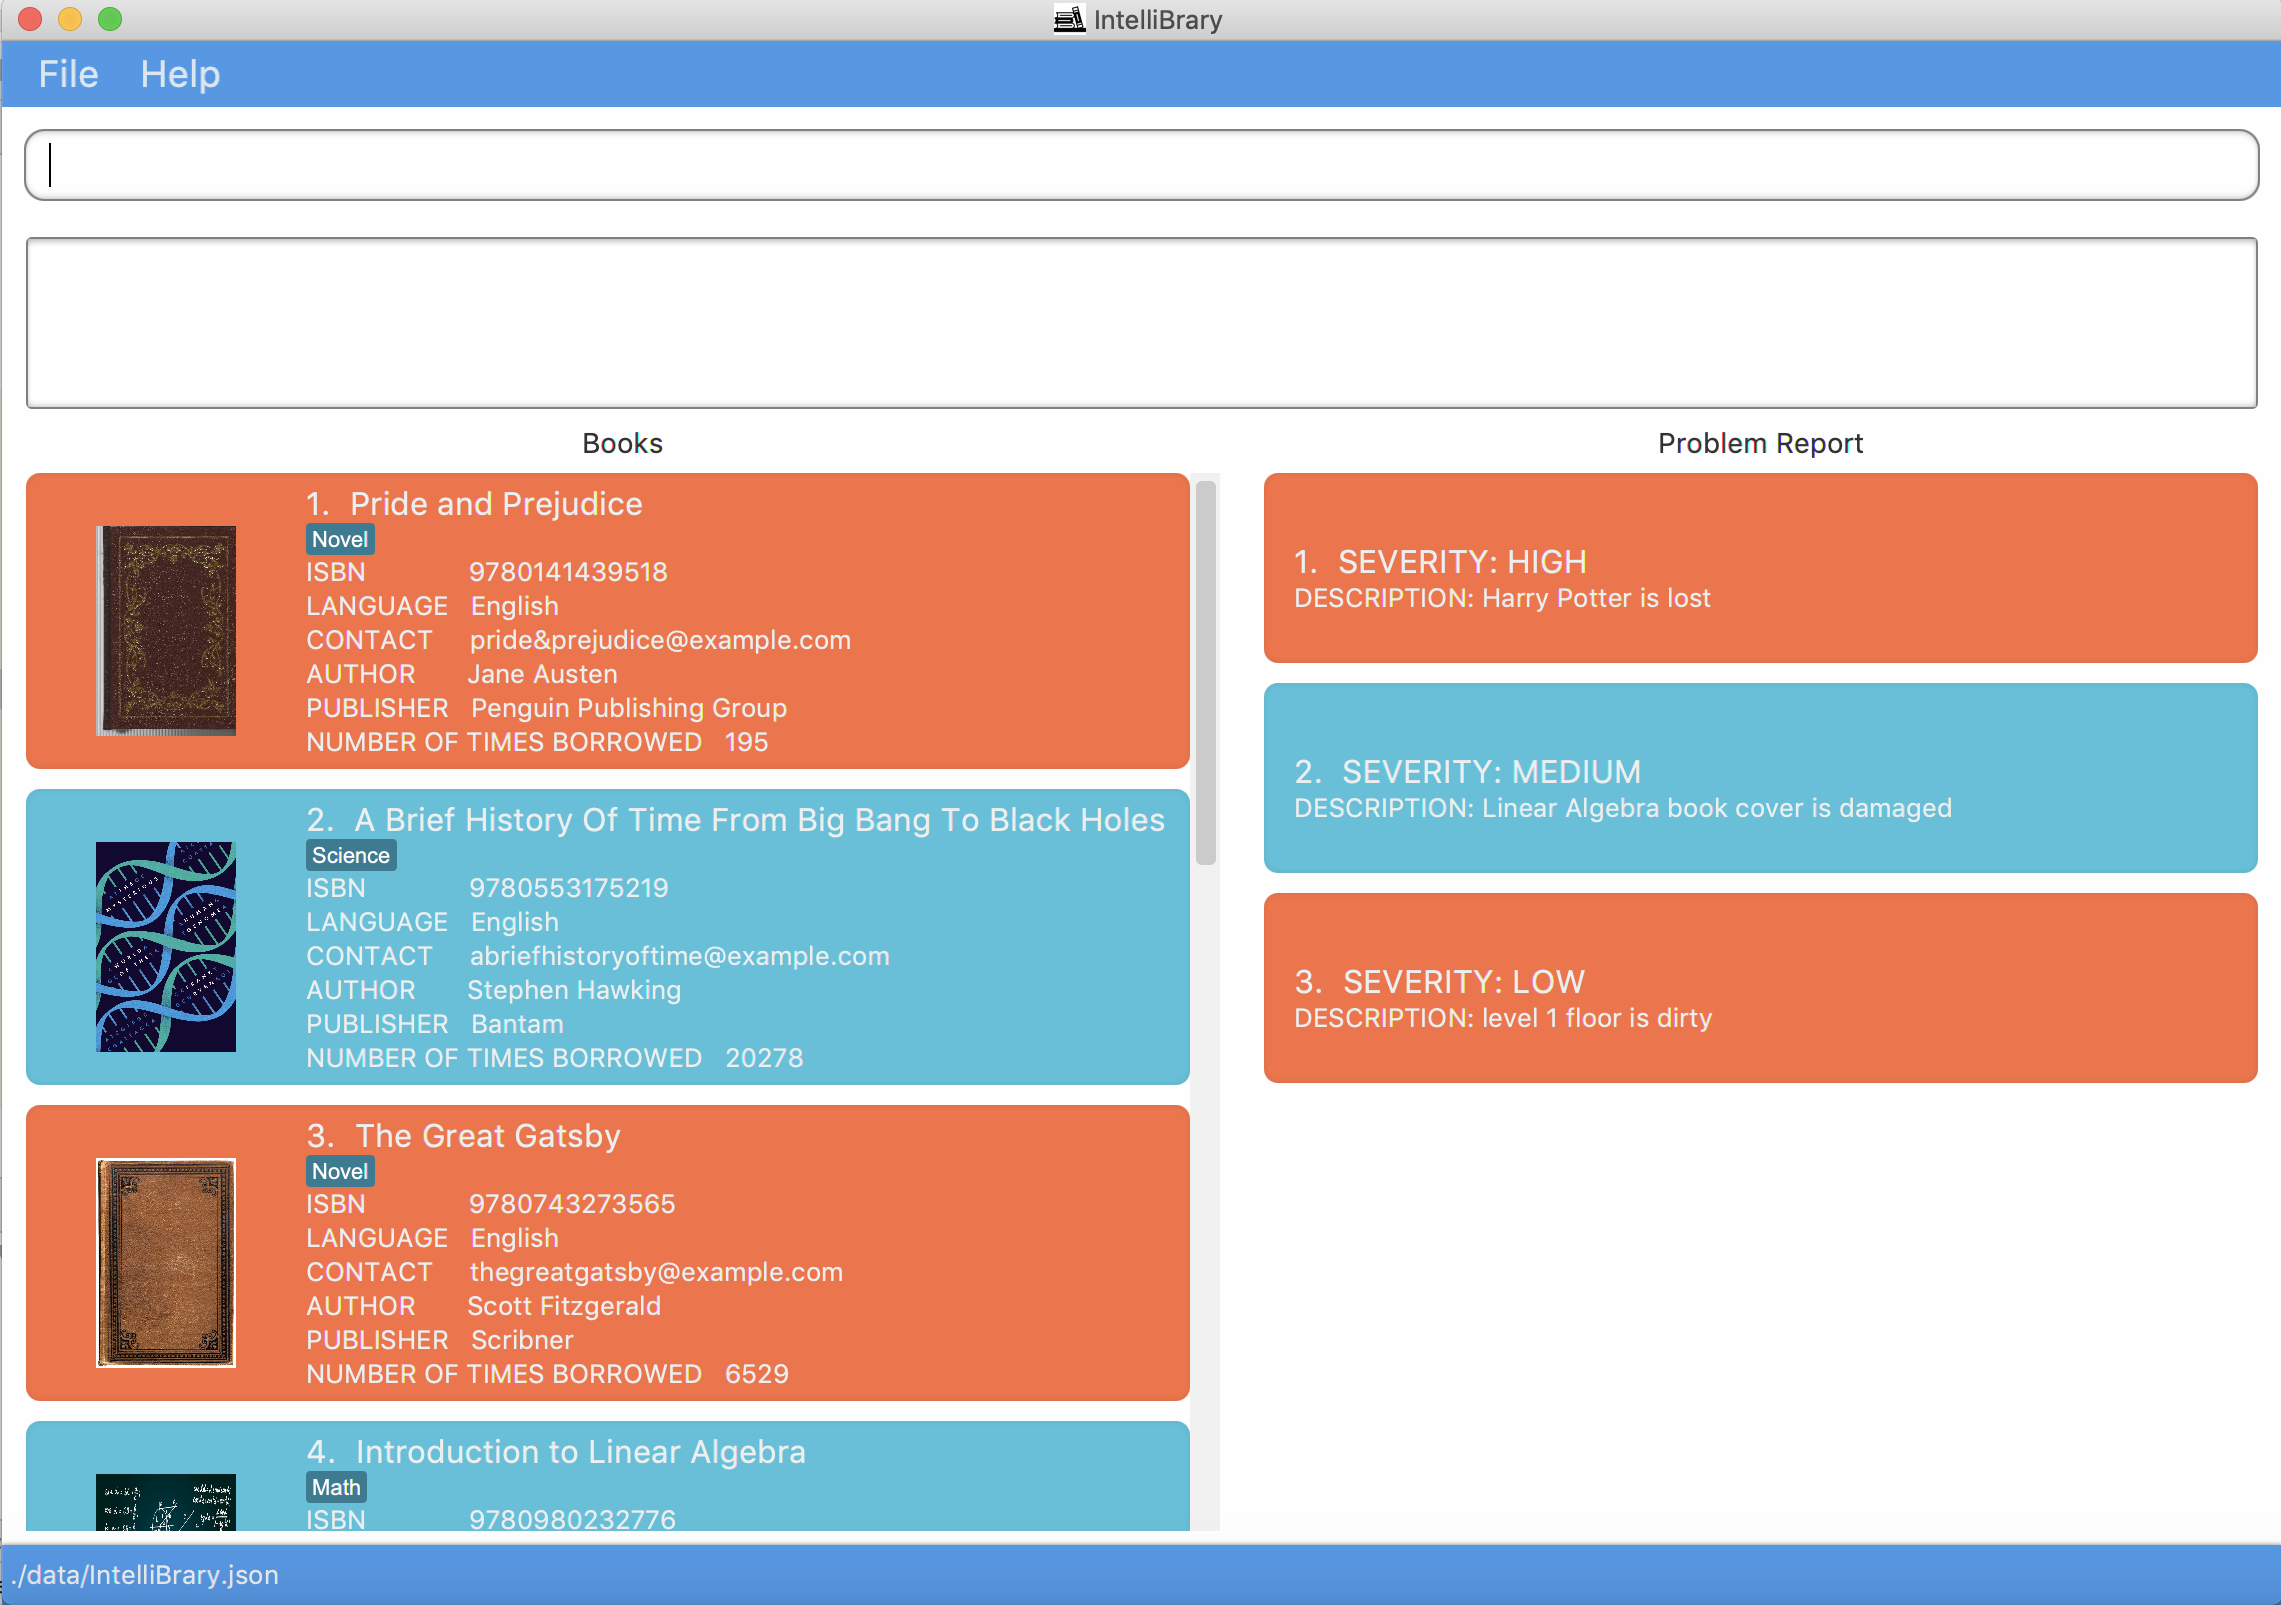 IntelliBrary
File Help
Books
1. Pride and Prejudice
Novel
ISBN 9780141439518
LANGUAGE English
CONTACT pride&prejudice@example.com
AUTHOR Jane Austen
PUBLISHER Penguin Publishing Group
NUMBER OF TIMES BORROWED 195
2. A Brief History Of Time From Big Bang To Black Holes
Science
ISBN 9780553175219
LANGUAGE English
CONTACT abriefhistoryoftime@example.com
AUTHOR Stephen Hawking
PUBLISHER Bantam
NUMBER OF TIMES BORROWED 20278
3. The Great Gatsby
Novel
ISBN 9780743273565
LANGUAGE English
CONTACT thegreatgatsby@example.com
AUTHOR Scott Fitzgerald
PUBLISHER Scribner
NUMBER OF TIMES BORROWED 6529
4. Introduction to Linear Algebra
Math
ISBN 9780980232776
Problem Report
1. SEVERITY: HIGH
DESCRIPTION: Harry Potter is lost
2. SEVERITY: MEDIUM
DESCRIPTION: Linear Algebra book cover is damaged
3. SEVERITY: LOW
DESCRIPTION: level 1 floor is dirty
./data/IntelliBrary.json